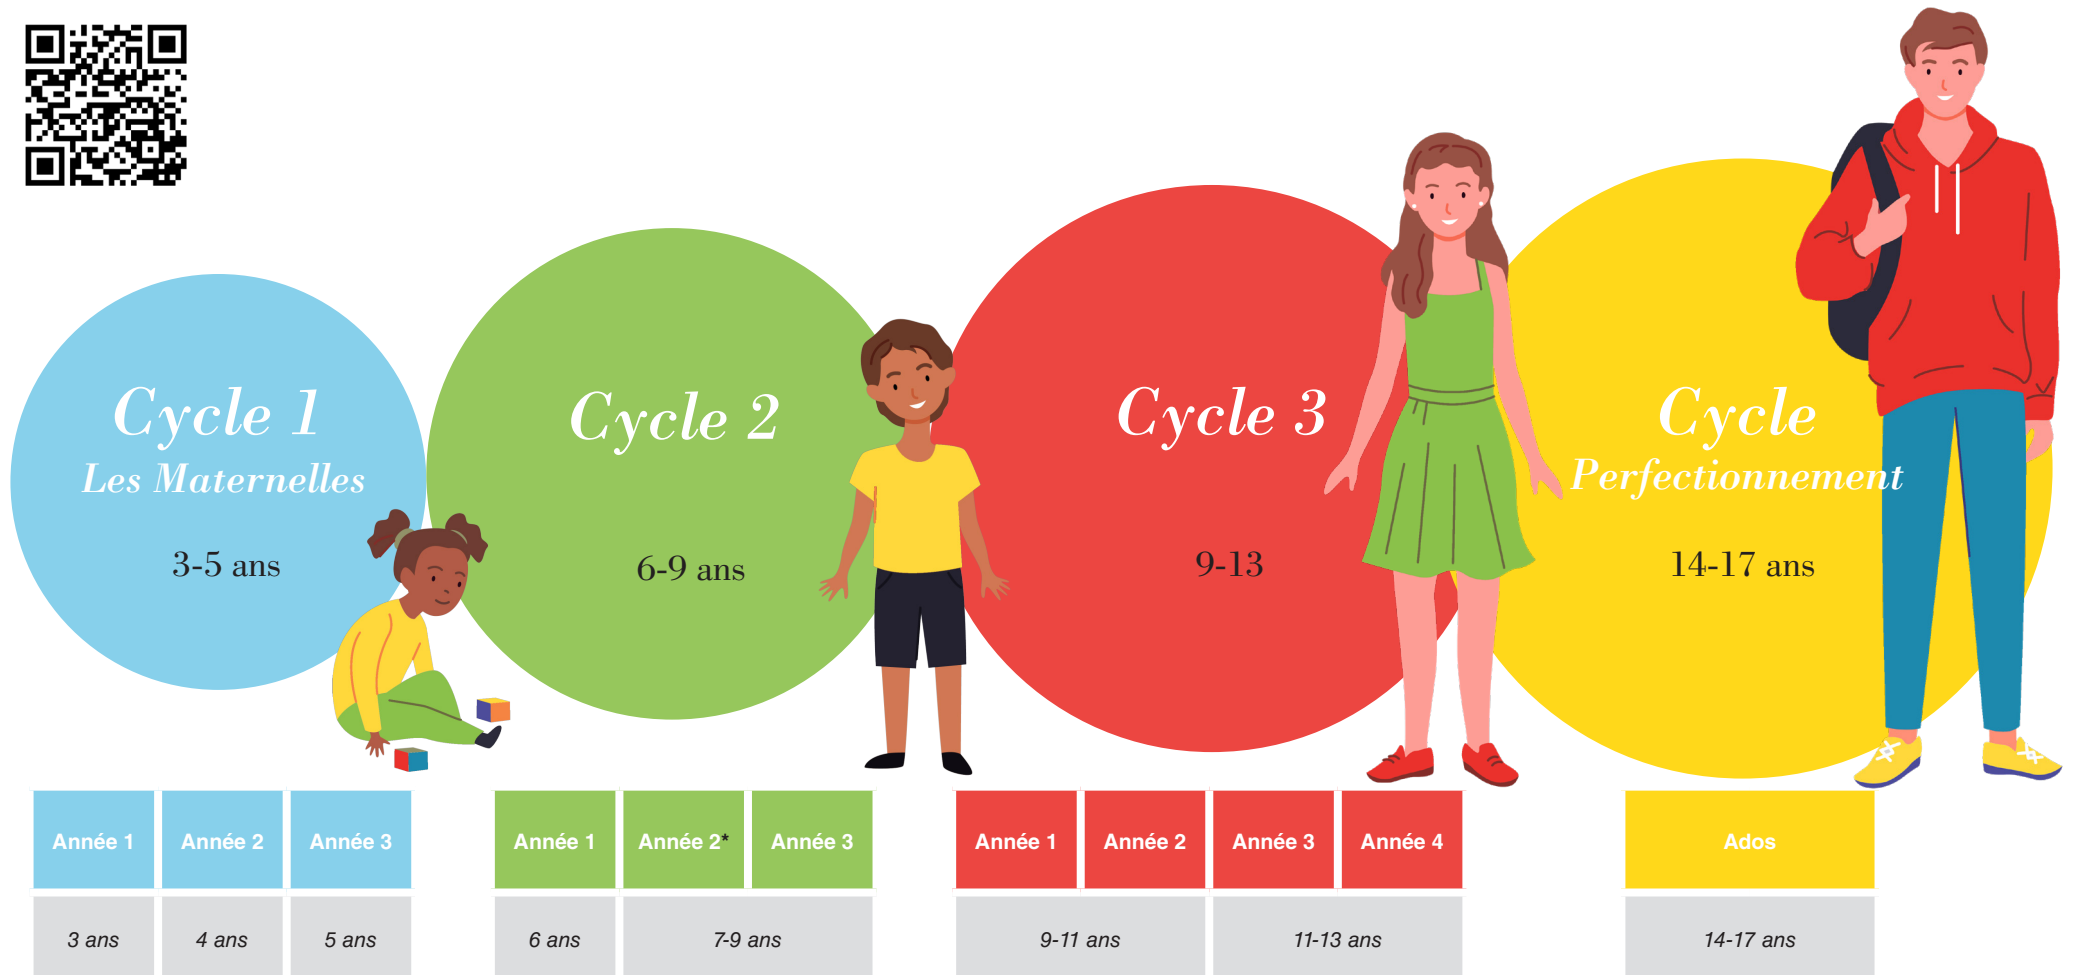 Cycle 1
Les Maternelles
3-5 ans
Cycle 2
6-9 ans
Cycle 3
9-13
Cycle
Perfectionnement
14-17 ans
Année 1
Année 2
Année 3
3 ans
4 ans
5 ans
Année 1
Année 2*
Année 3
6 ans
7-9 ans
Année 1
Année 2
Année 3
Année 4
9-11 ans
11-13 ans
Ados
14-17 ans